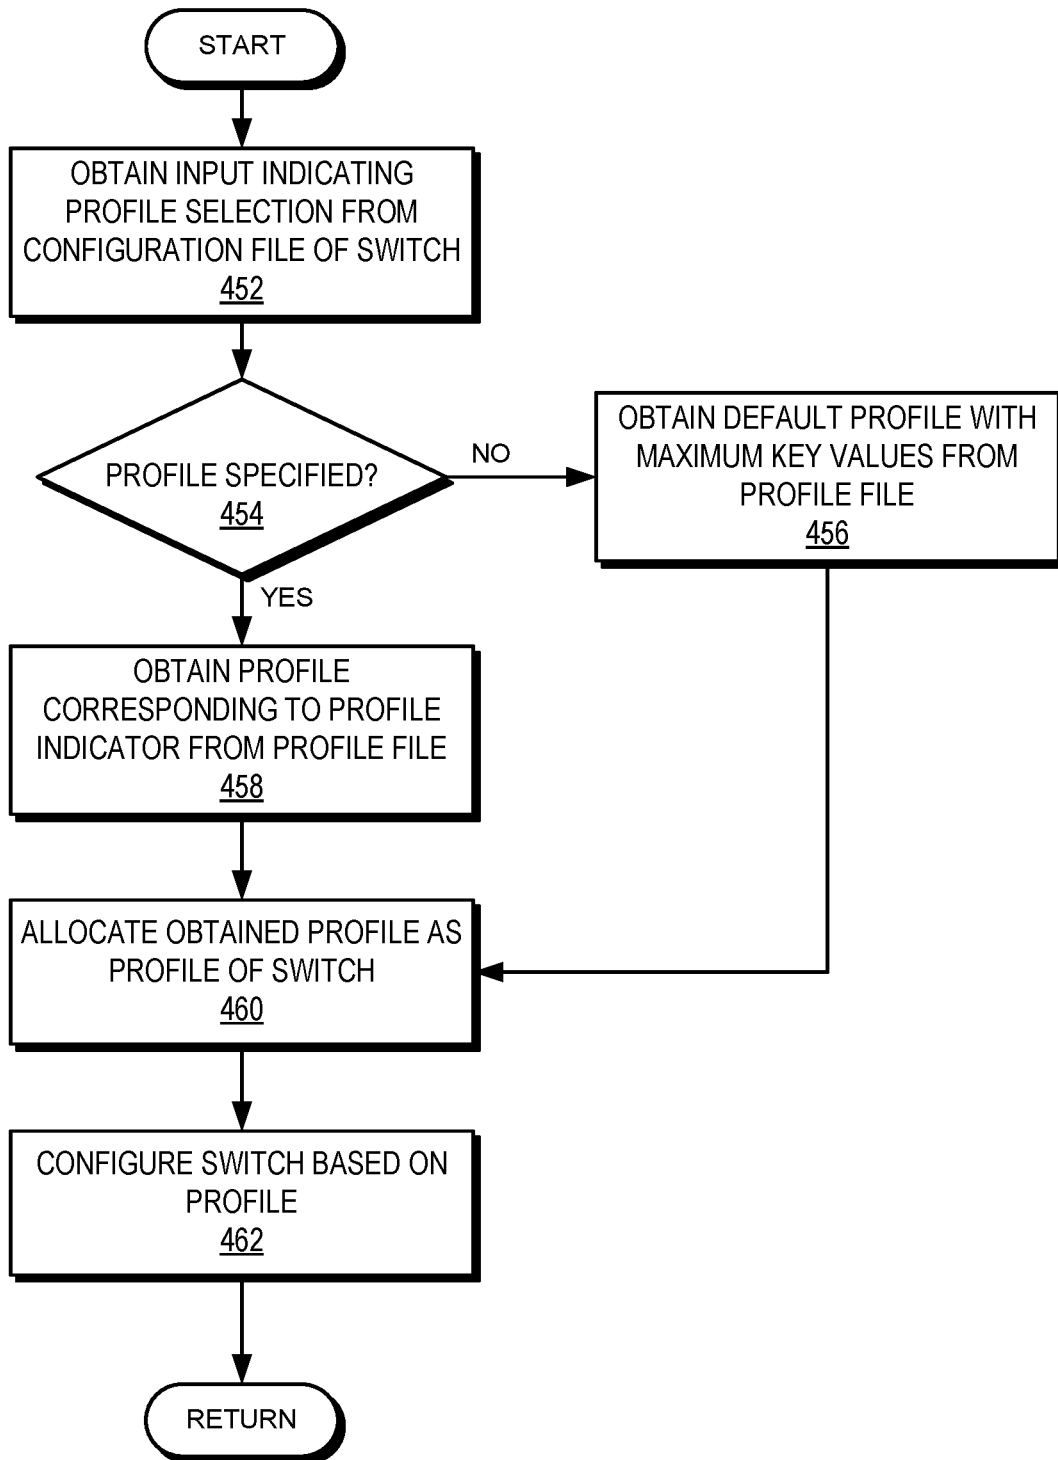 START
OBTAIN INPUT INDICATING
PROFILE SELECTION FROM
CONFIGURATION FILE OF SWITCH
452
PROFILE SPECIFIED?
454
NO
OBTAIN DEFAULT PROFILE WITH
MAXIMUM KEY VALUES FROM
PROFILE FILE
456
YES
OBTAIN PROFILE
CORRESPONDING TO PROFILE
INDICATOR FROM PROFILE FILE
458
ALLOCATE OBTAINED PROFILE AS
PROFILE OF SWITCH
460
CONFIGURE SWITCH BASED ON
PROFILE
462
RETURN